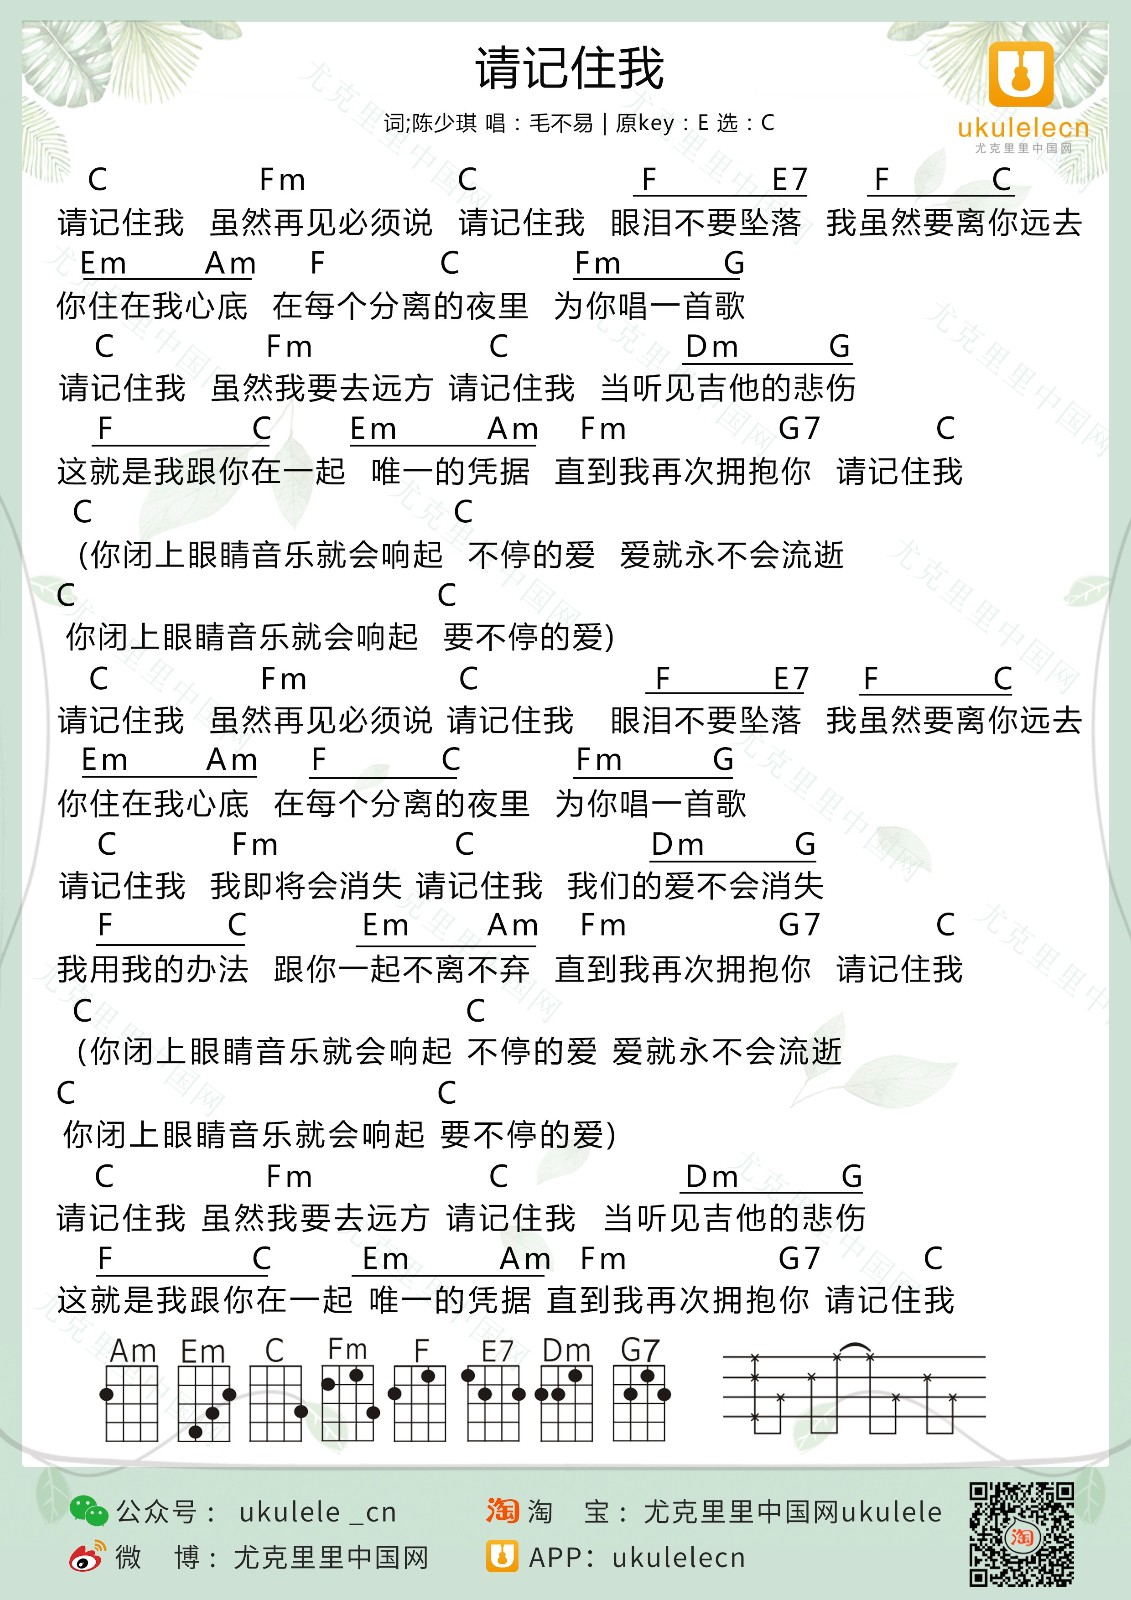 请记住我
词;陈少琪 唱：毛不易 | 原key：E 选：C
ukulelecn
尤克里里中国网
C Fm C F E7 F C
请记住我 虽然再见必须说 请记住我 眼泪不要坠落 我虽然要离你远去
Em Am F C Fm G
你住在我心底 在每个分离的夜里 为你唱一首歌
C Fm C Dm G
请记住我 虽然我要去远方 请记住我 当听见吉他的悲伤
F C Em Am Fm G7 C
这就是我跟你在一起 唯一的凭据 直到我再次拥抱你 请记住我
C C
(你闭上眼睛音乐就会响起 不停的爱 爱就永不会流逝
C C
你闭上眼睛音乐就会响起 要不停的爱)
C Fm C F E7 F C
请记住我 虽然再见必须说 请记住我 眼泪不要坠落 我虽然要离你远去
Em Am F C Fm G
你住在我心底 在每个分离的夜里 为你唱一首歌
C Fm C Dm G
请记住我 我即将会消失 请记住我 我们的爱不会消失
F C Em Am Fm G7 C
我用我的办法 跟你一起不离不弃 直到我再次拥抱你 请记住我
C C
(你闭上眼睛音乐就会响起 不停的爱 爱就永不会流逝
C C
你闭上眼睛音乐就会响起 要不停的爱)
C Fm C Dm G
请记住我 虽然我要去远方 请记住我 当听见吉他的悲伤
F C Em Am Fm G7 C
这就是我跟你在一起 唯一的凭据 直到我再次拥抱你 请记住我
Am Em C Fm F E7 Dm G7
公众号： ukulele _cn
淘 淘 宝：尤克里里中国网ukulele
微 博：尤克里里中国网
APP：ukulelecn
淘